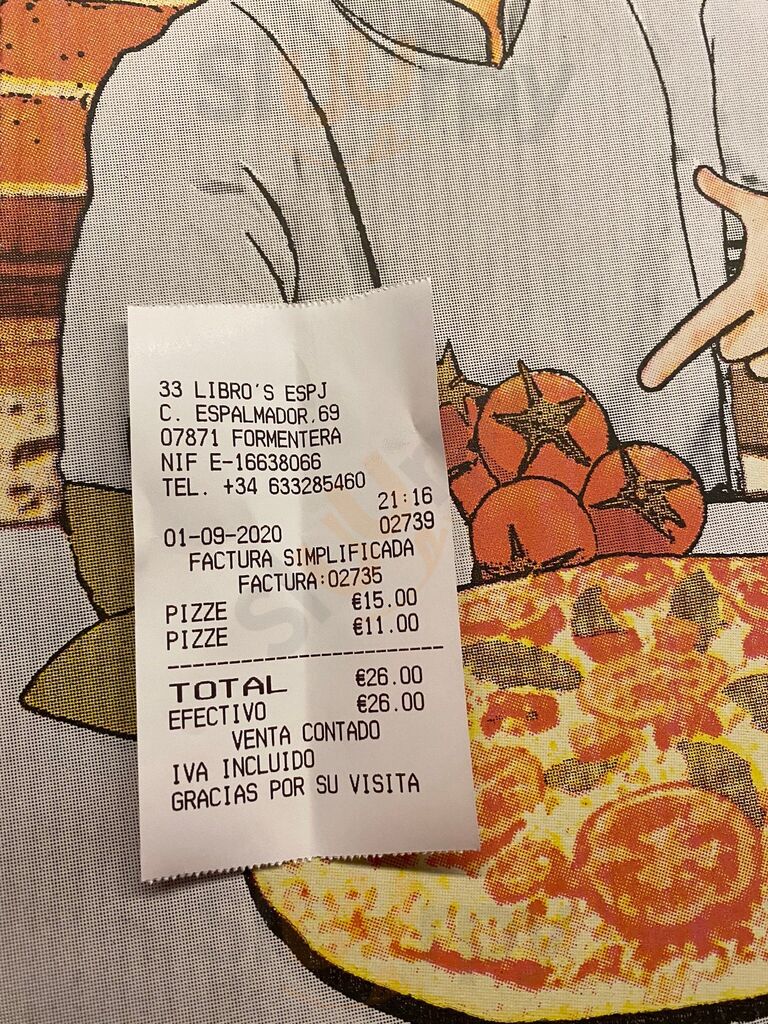 33 LIBRO'S ESPJ
C. ESPALMADOR,69
07871 FORMENTERA
NIF E-16638066
TEL. +34 633285460
21:16
01-09-2020 02739
FACTURA SIMPLIFICADA
FACTURA:02735
PIZZE €15.00
PIZZE €11.00
TOTAL €26.00
EFECTIVO €26.00
VENTA CONTADO
IVA INCLUIDO
GRACIAS POR SU VISITA